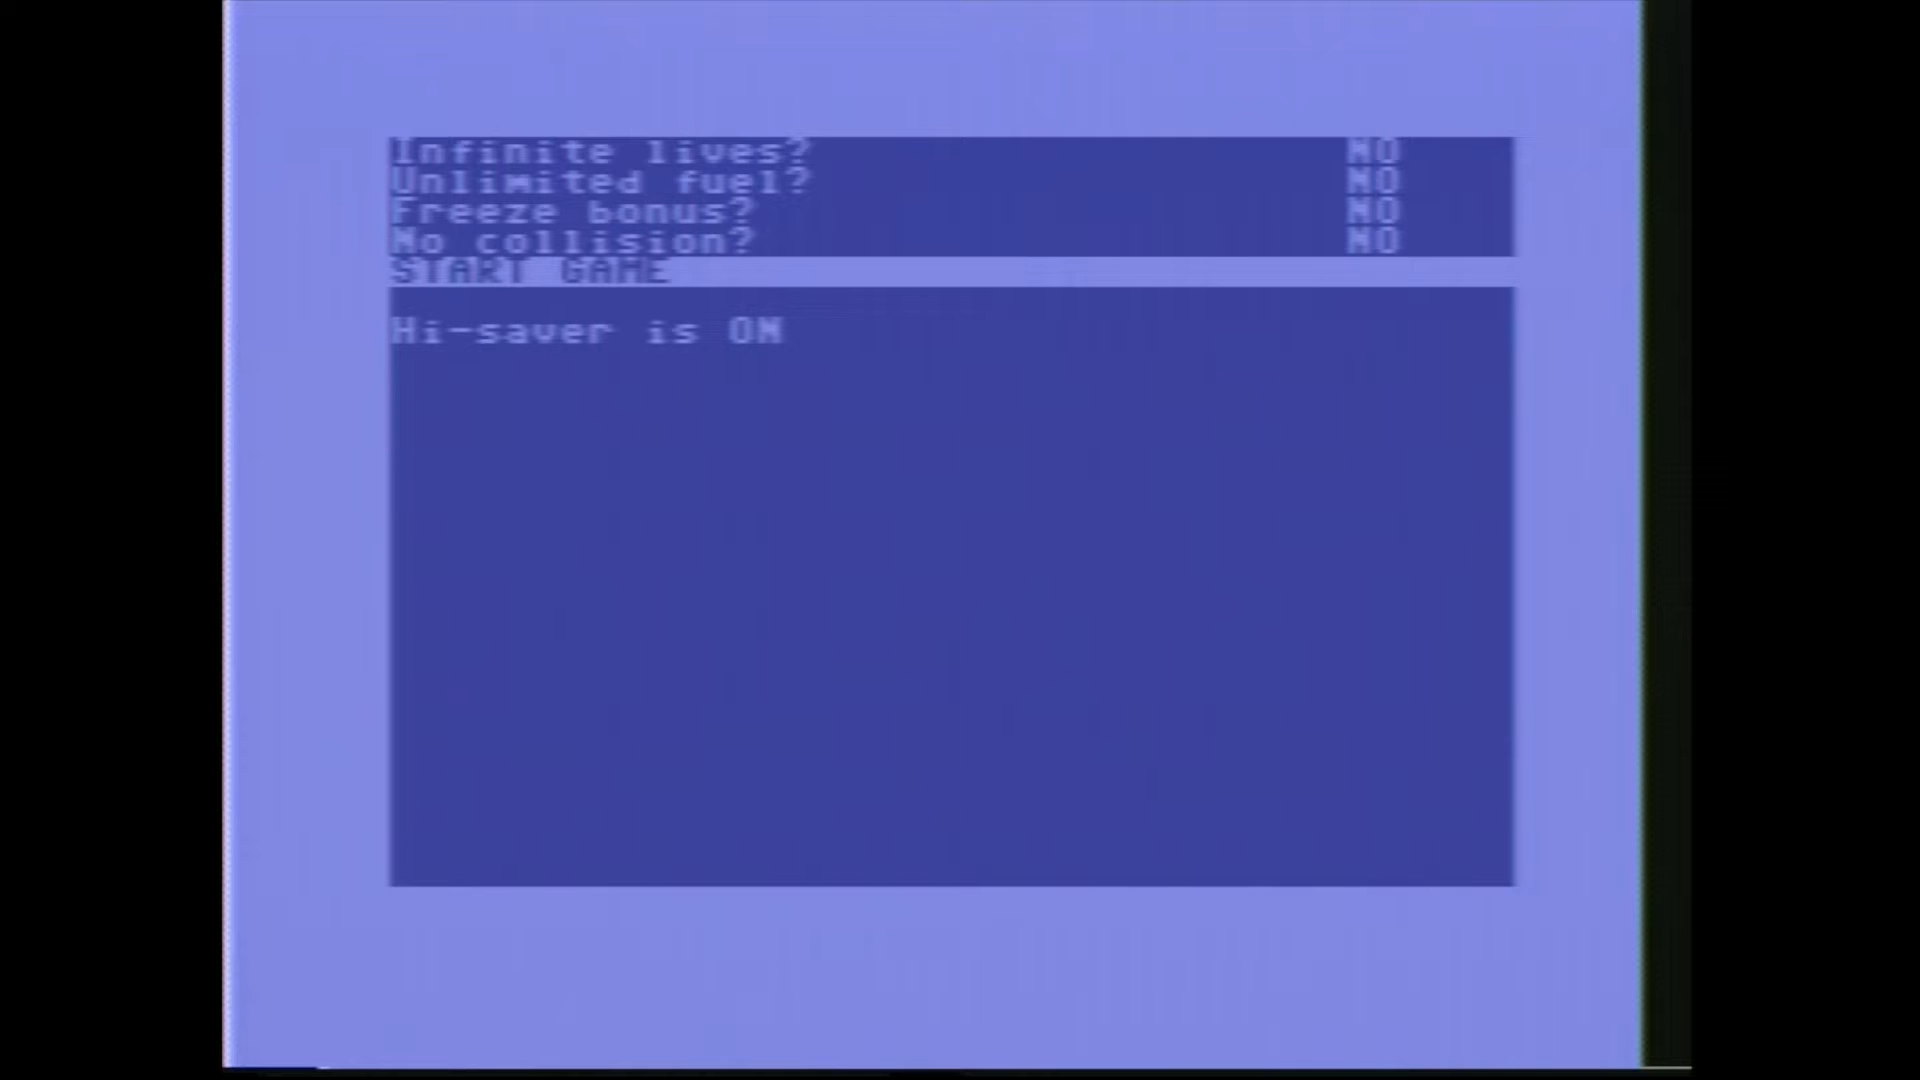 Infinite lives? NO
Unlimited fuel? NO
Freeze bonus? NO
No collision? NO
START GAME
Hi-saver is ON